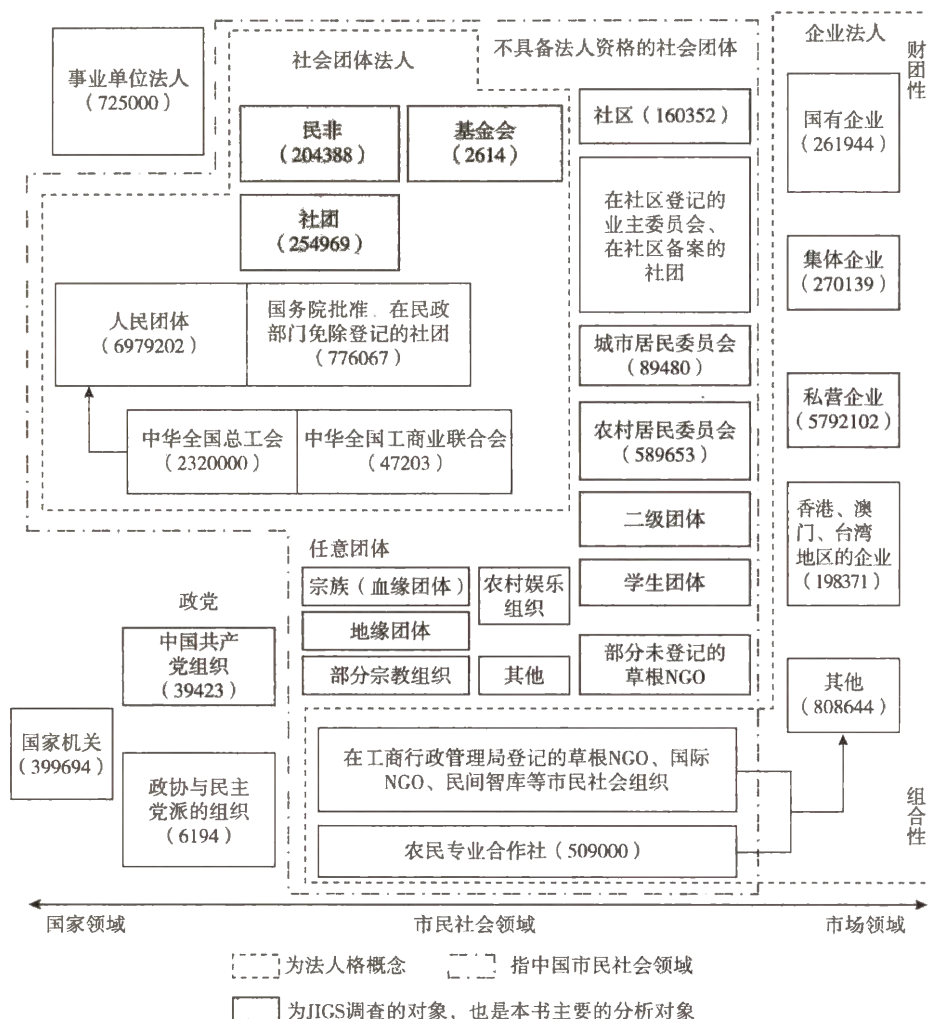 企业法人
财团性
社会团体法人
不具备法人资格的社会团体
事业单位法人
（725000）
民非
（204388）
基金会
（2614）
社区（160352）
国有企业
（261944）
社团
（254969）
在社区登记的
业主委员会、
在社区备案的
社团
集体企业
（270139）
人民团体
（6979202）
国务院批准、在民政
部门免除登记的社团
（776067）
城市居民委员会
（89480）
私营企业
（5792102）
中华全国总工会
（2320000）
中华全国工商业联合会
（47203）
农村居民委员会
（589653）
二级团体
香港、澳
门、台湾
地区的企业
（198371）
任意团体
宗族（血缘团体）
农村娱乐
组织
学生团体
地缘团体
部分宗教组织
其他
部分未登记的
草根NGO
政党
中国共产
党组织
（39423）
其他
（808644）
国家机关
（399694）
政协与民主
党派的组织
（6194）
在工商行政管理局登记的草根NGO、国际
NGO、民间智库等市民社会组织
农民专业合作社（509000）
组合性
国家领域
市民社会领域
市场领域
为法人格概念
指中国市民社会领域
为JIGS调查的对象，也是本书主要的分析对象